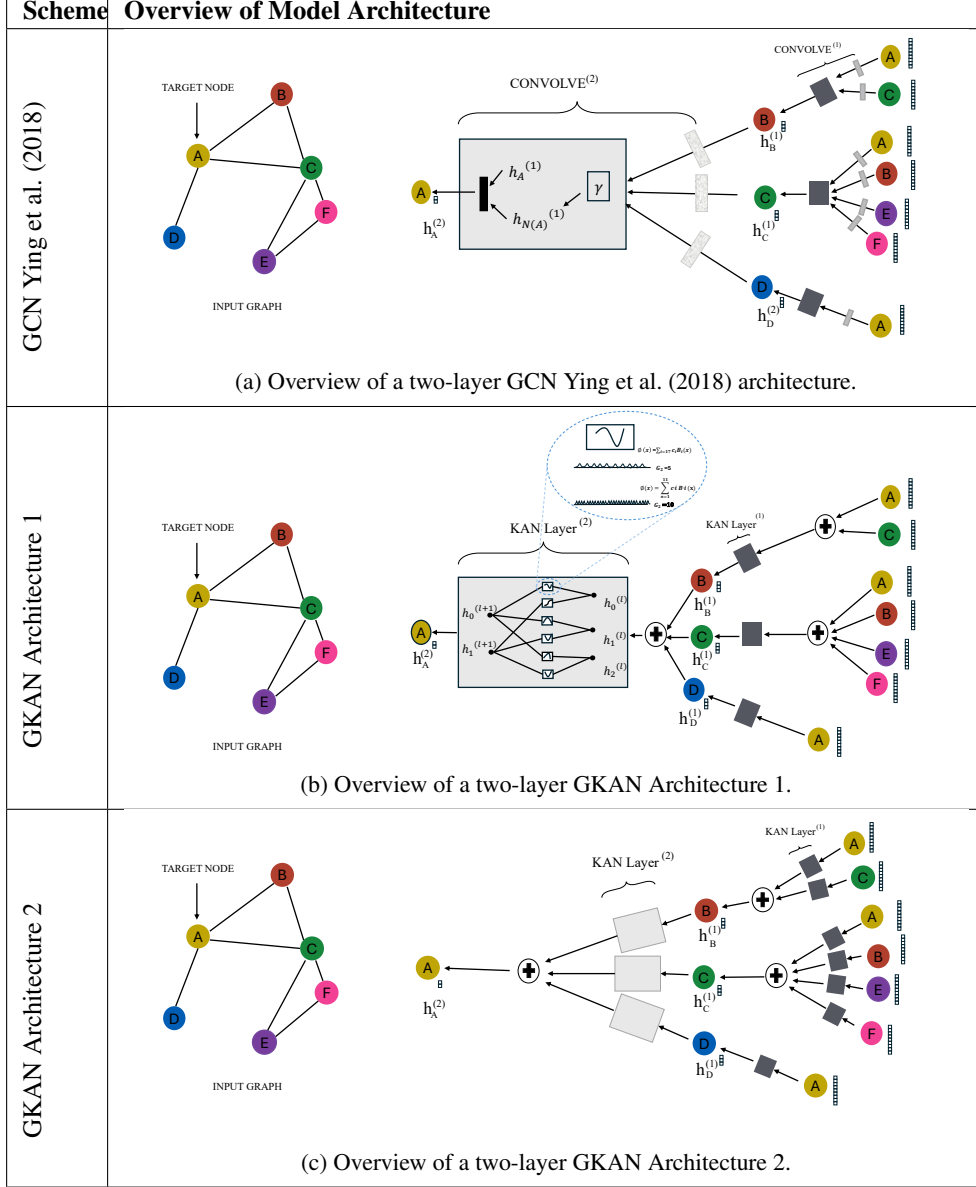 Scheme Overview of Model Architecture
GCN Ying et al. (2018)
TARGET NODE
A
B
C
D
E
F
INPUT GRAPH
CONVOLVE(2)
CONVOLVE(1)
A
h_A^(2)
h_A^(1)
h_N(A)^(1)
γ
B
h_B^(1)
C
h_C^(1)
D
h_D^(2)
A
C
A
B
E
F
A
(a) Overview of a two-layer GCN Ying et al. (2018) architecture.
GKAN Architecture 1
TARGET NODE
A
B
C
D
E
F
INPUT GRAPH
KAN Layer(2)
KAN Layer(1)
A
h_A^(2)
h_0^(l+1)
h_1^(l+1)
h_0^(l)
h_1^(l)
h_2^(l)
B
h_B^(1)
C
h_C^(1)
D
h_D^(1)
A
C
A
B
E
F
A
(b) Overview of a two-layer GKAN Architecture 1.
GKAN Architecture 2
TARGET NODE
A
B
C
D
E
F
INPUT GRAPH
KAN Layer(2)
KAN Layer(1)
A
h_A^(2)
B
h_B^(1)
C
h_C^(1)
D
h_D^(1)
A
C
A
B
E
F
A
(c) Overview of a two-layer GKAN Architecture 2.